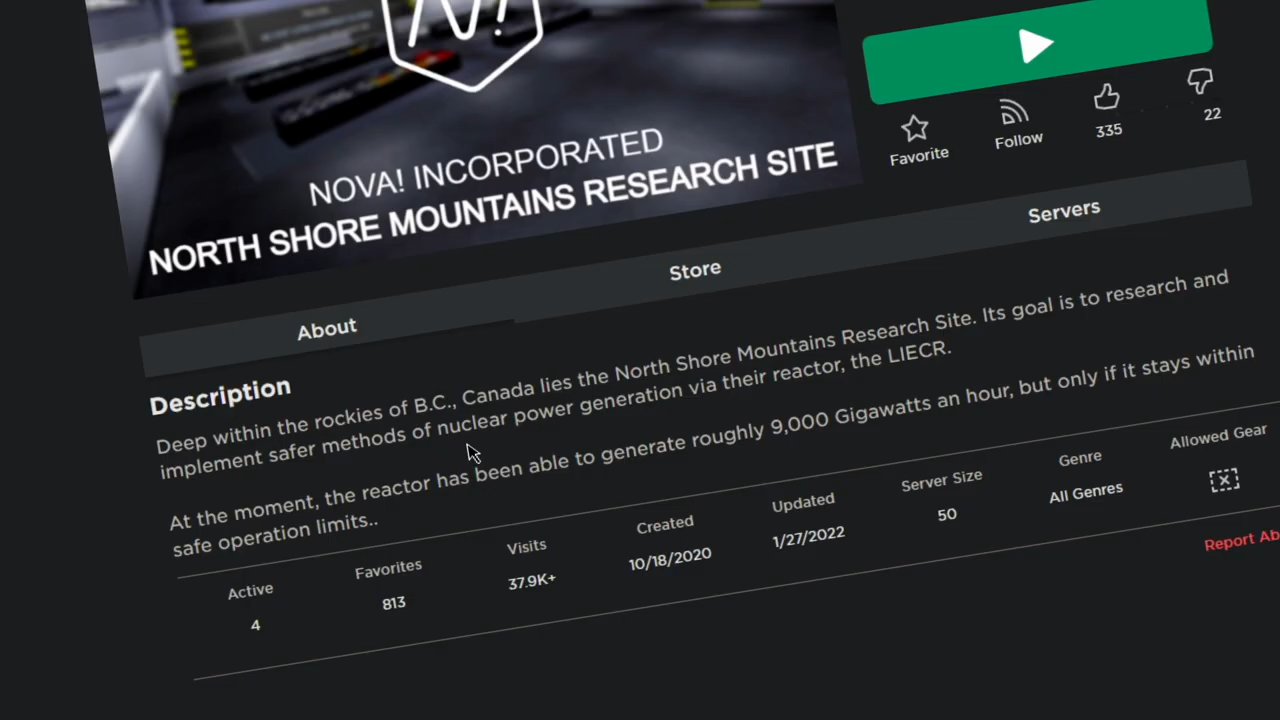 N!
NOVA! INCORPORATED
NORTH SHORE MOUNTAINS RESEARCH SITE
Favorite
Follow
335
22
About
Store
Servers
Description
Deep within the rockies of B.C., Canada lies the North Shore Mountains Research Site. Its goal is to research and
implement safer methods of nuclear power generation via their reactor, the LIECR.
At the moment, the reactor has been able to generate roughly 9,000 Gigawatts an hour, but only if it stays within
safe operation limits..
Active
Favorites
Visits
Created
Updated
Server Size
Genre
Allowed Gear
4
813
37.9K+
10/18/2020
1/27/2022
50
All Genres
Report Ab